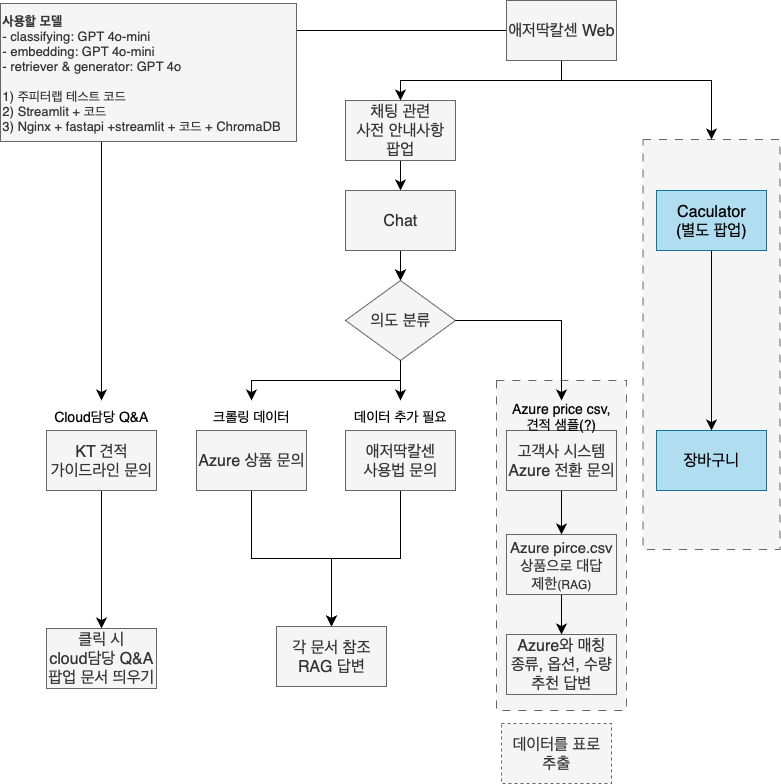 사용할 모델
- classifying: GPT 4o-mini
- embedding: GPT 4o-mini
- retriever & generator: GPT 4o
1) 주피터랩 테스트 코드
2) Streamlit + 코드
3) Nginx + fastapi +streamlit + 코드 + ChromaDB
애저딱칼센 Web
채팅 관련
사전 안내사항
팝업
Chat
의도 분류
Caculator
(별도 팝업)
장바구니
Cloud담당 Q&A
KT 견적
가이드라인 문의
클릭 시
cloud담당 Q&A
팝업 문서 띄우기
크롤링 데이터
Azure 상품 문의
데이터 추가 필요
애저딱칼센
사용법 문의
각 문서 참조
RAG 답변
Azure price csv,
견적 샘플(?)
고객사 시스템
Azure 전환 문의
Azure pirce.csv
상품으로 대답
제한(RAG)
Azure와 매칭
종류, 옵션, 수량
추천 답변
데이터를 표로
추출